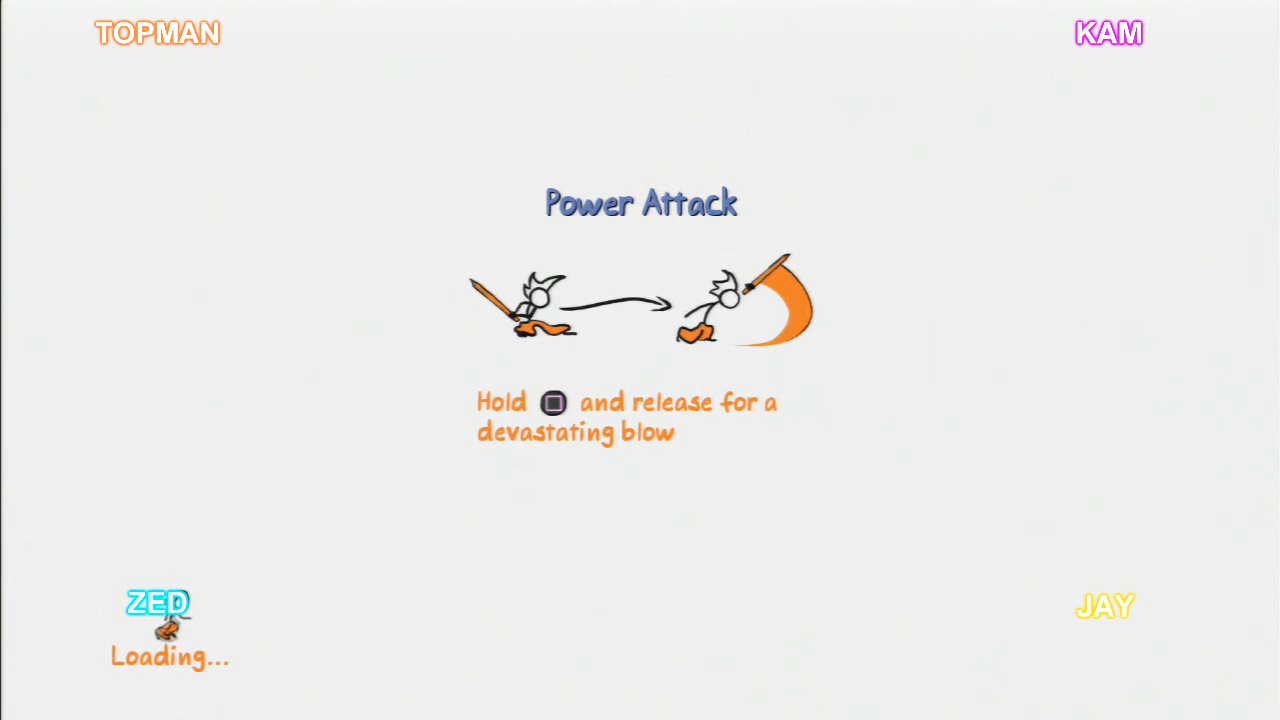 TOPMAN
KAM
Power Attack
Hold and release for a
devastating blow
ZED
JAY
Loading...